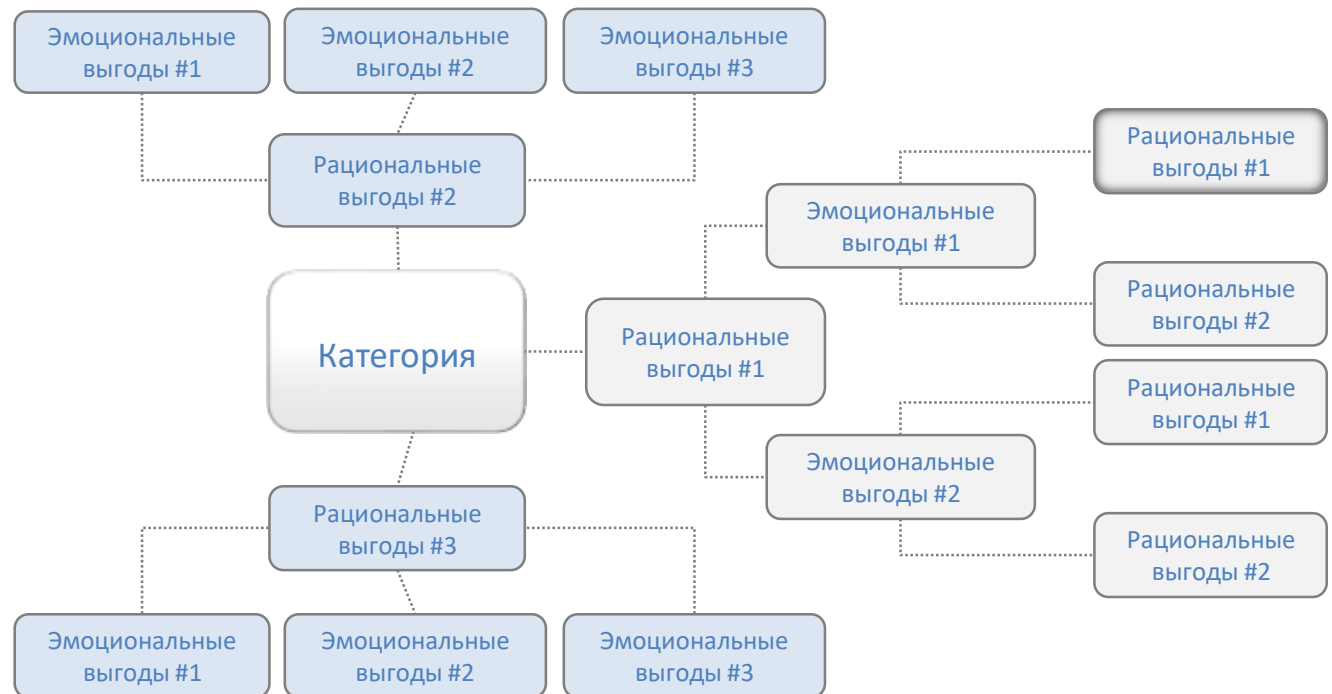 Эмоциональные
выгоды #1
Эмоциональные
выгоды #2
Эмоциональные
выгоды #3
Рациональные
выгоды #2
Рациональные
выгоды #1
Эмоциональные
выгоды #1
Рациональные
выгоды #2
Категория
Рациональные
выгоды #1
Рациональные
выгоды #1
Эмоциональные
выгоды #2
Рациональные
выгоды #2
Рациональные
выгоды #3
Эмоциональные
выгоды #1
Эмоциональные
выгоды #2
Эмоциональные
выгоды #3